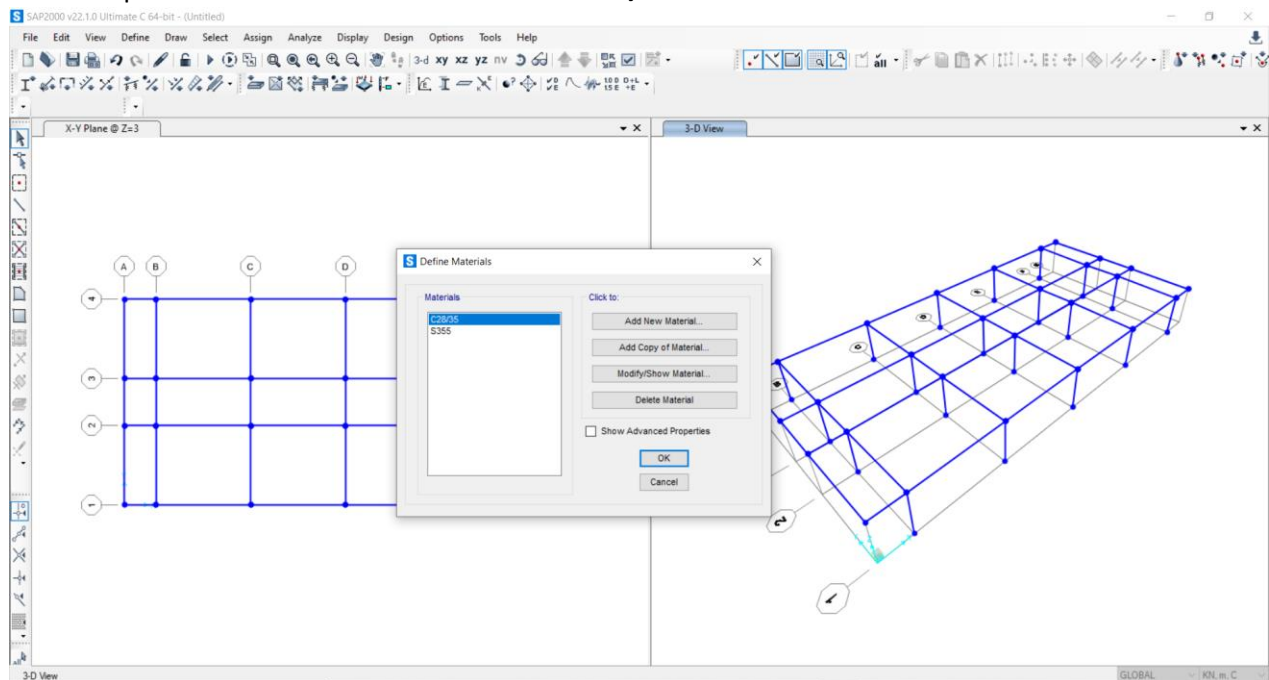 SAP2000 v22.1.0 Ultimate C 64-bit - (Untitled)
File Edit View Define Draw Select Assign Analyze Display Design Options Tools Help
3-d xy xz yz nv
all
X-Y Plane @ Z=3
3-D View
A B C D
4
3
2
1
Define Materials
Materials
C28/35
S355
Click to:
Add New Material...
Add Copy of Material...
Modify/Show Material...
Delete Material
Show Advanced Properties
OK
Cancel
2
1
3-D View
GLOBAL
KN, m, C